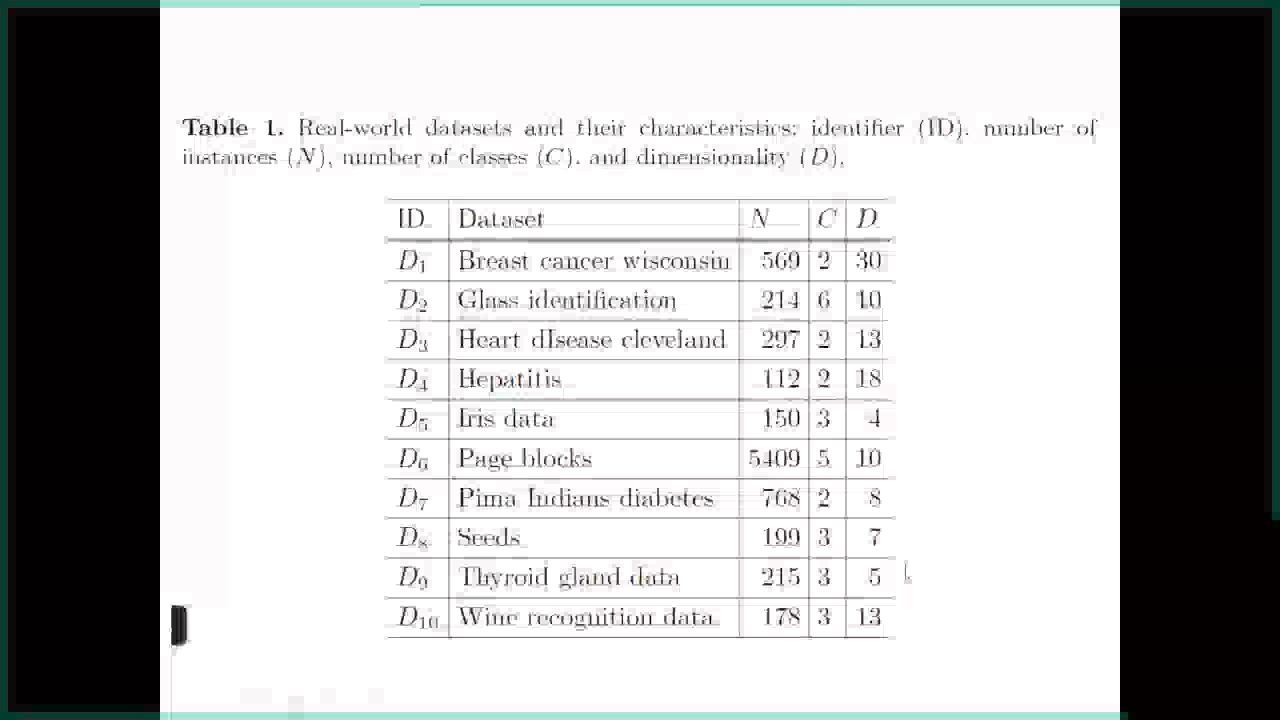 Table 1. Real-world datasets and their characteristics: identifier (ID), number of
instances (N), number of classes (C), and dimensionality (D).
ID Dataset N C D
D1 Breast cancer wisconsin 569 2 30
D2 Glass identification 214 6 10
D3 Heart dIsease cleveland 297 2 13
D4 Hepatitis 112 2 18
D5 Iris data 150 3 4
D6 Page blocks 5409 5 10
D7 Pima Indians diabetes 768 2 8
D8 Seeds 199 3 7
D9 Thyroid gland data 215 3 5
D10 Wine recognition data 178 3 13